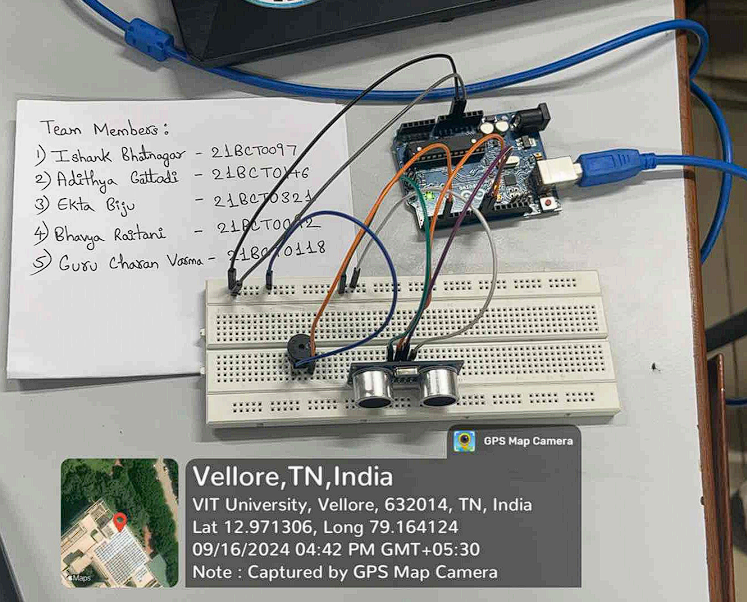 Team Members:
1) Ishank Bhatnagar - 21BCT0097
2) Adithya Gattadi - 21BCT0146
3) Ekta Biju - 21BCT0321
4) Bhavya Raitani -
5) Guru Charan Varma - 21BCT0118
GPS Map Camera
Vellore,TN,India
VIT University, Vellore, 632014, TN, India
Lat 12.971306, Long 79.164124
09/16/2024 04:42 PM GMT+05:30
Note : Captured by GPS Map Camera
Maps